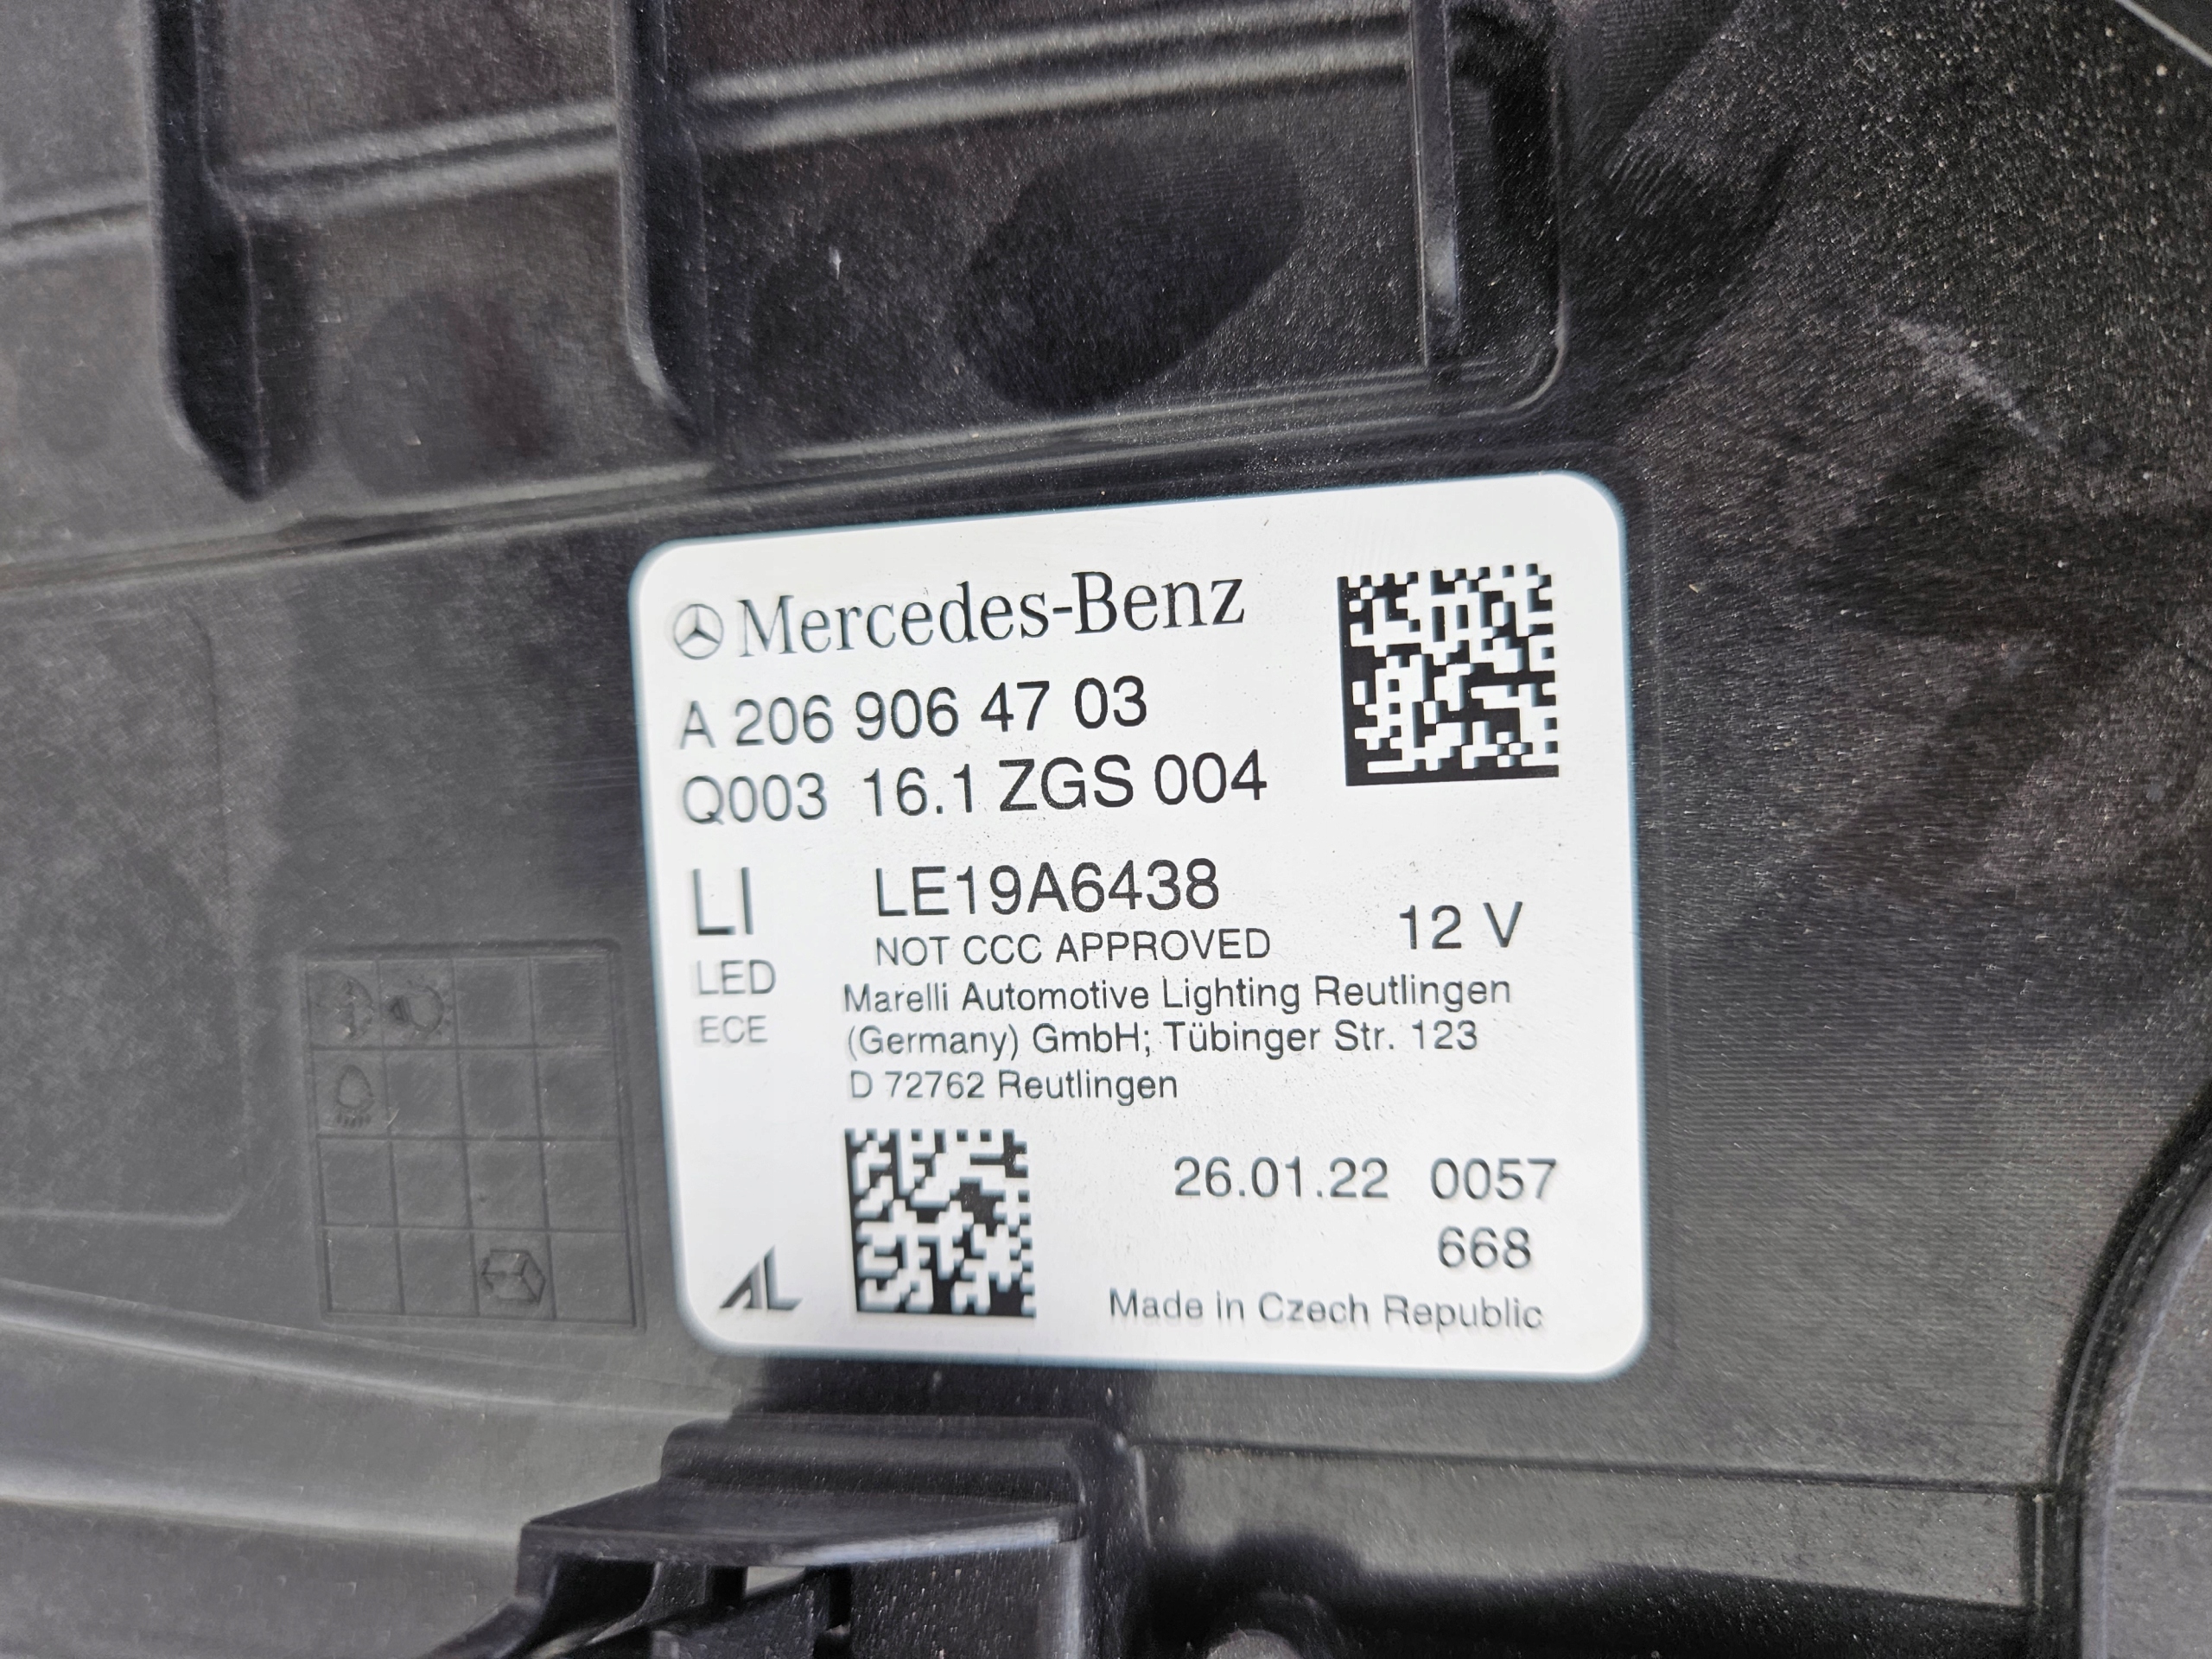 Mercedes-Benz
A 206 906 47 03
Q003 16.1 ZGS 004
LI LE19A6438
NOT CCC APPROVED 12 V
LED
Marelli Automotive Lighting Reutlingen
ECE
(Germany) GmbH; Tübinger Str. 123
D 72762 Reutlingen
26.01.22 0057
668
AL
Made in Czech Republic